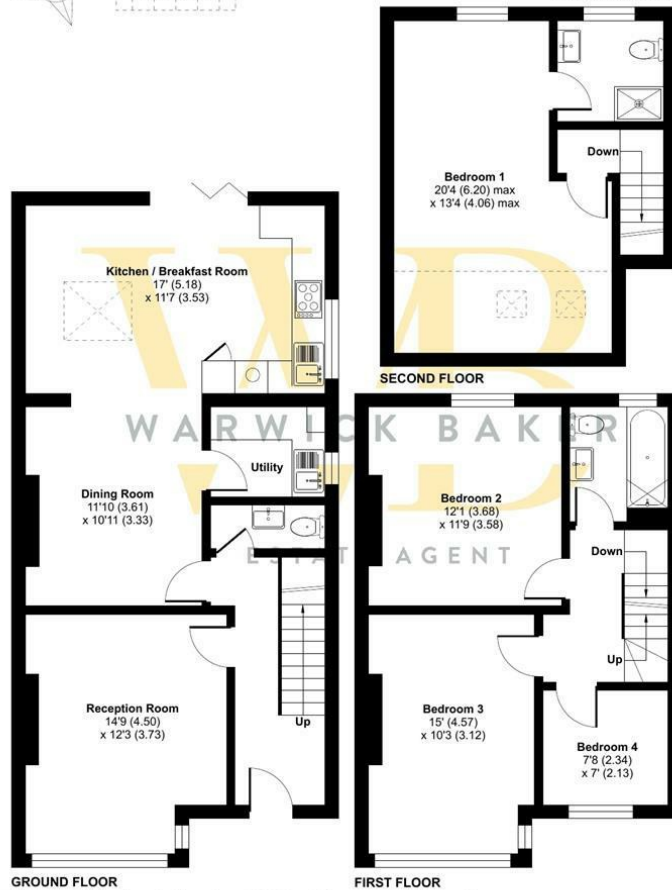 Bedroom 1
20'4 (6.20) max
x 13'4 (4.06) max
Down
SECOND FLOOR
Kitchen / Breakfast Room
17' (5.18)
x 11'7 (3.53)
Utility
Dining Room
11'10 (3.61)
x 10'11 (3.33)
Reception Room
14'9 (4.50)
x 12'3 (3.73)
Up
GROUND FLOOR
Bedroom 2
12'1 (3.68)
x 11'9 (3.58)
Down
Up
Bedroom 3
15' (4.57)
x 10'3 (3.12)
Bedroom 4
7'8 (2.34)
x 7' (2.13)
FIRST FLOOR
WB
WARWICK BAKER
ESTATE AGENT